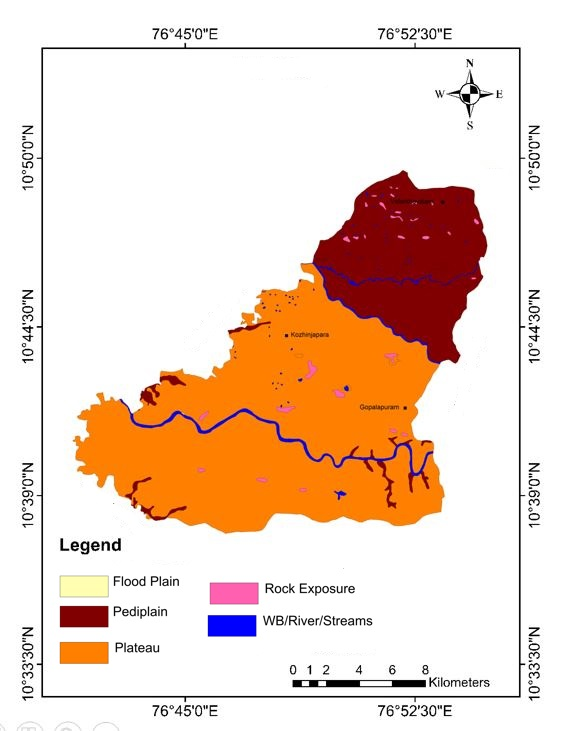 76°45'0"E
76°52'30"E
N
W
E
S
10°50'0"N
10°50'0"N
10°44'30"N
10°44'30"N
Kozhinjapara
Gopalapuram
10°39'0"N
10°39'0"N
Legend
Flood Plain
Rock Exposure
Pediplain
WB/River/Streams
Plateau
10°33'30"N
10°33'30"N
0 1 2 4 6 8
Kilometers
76°45'0"E
76°52'30"E